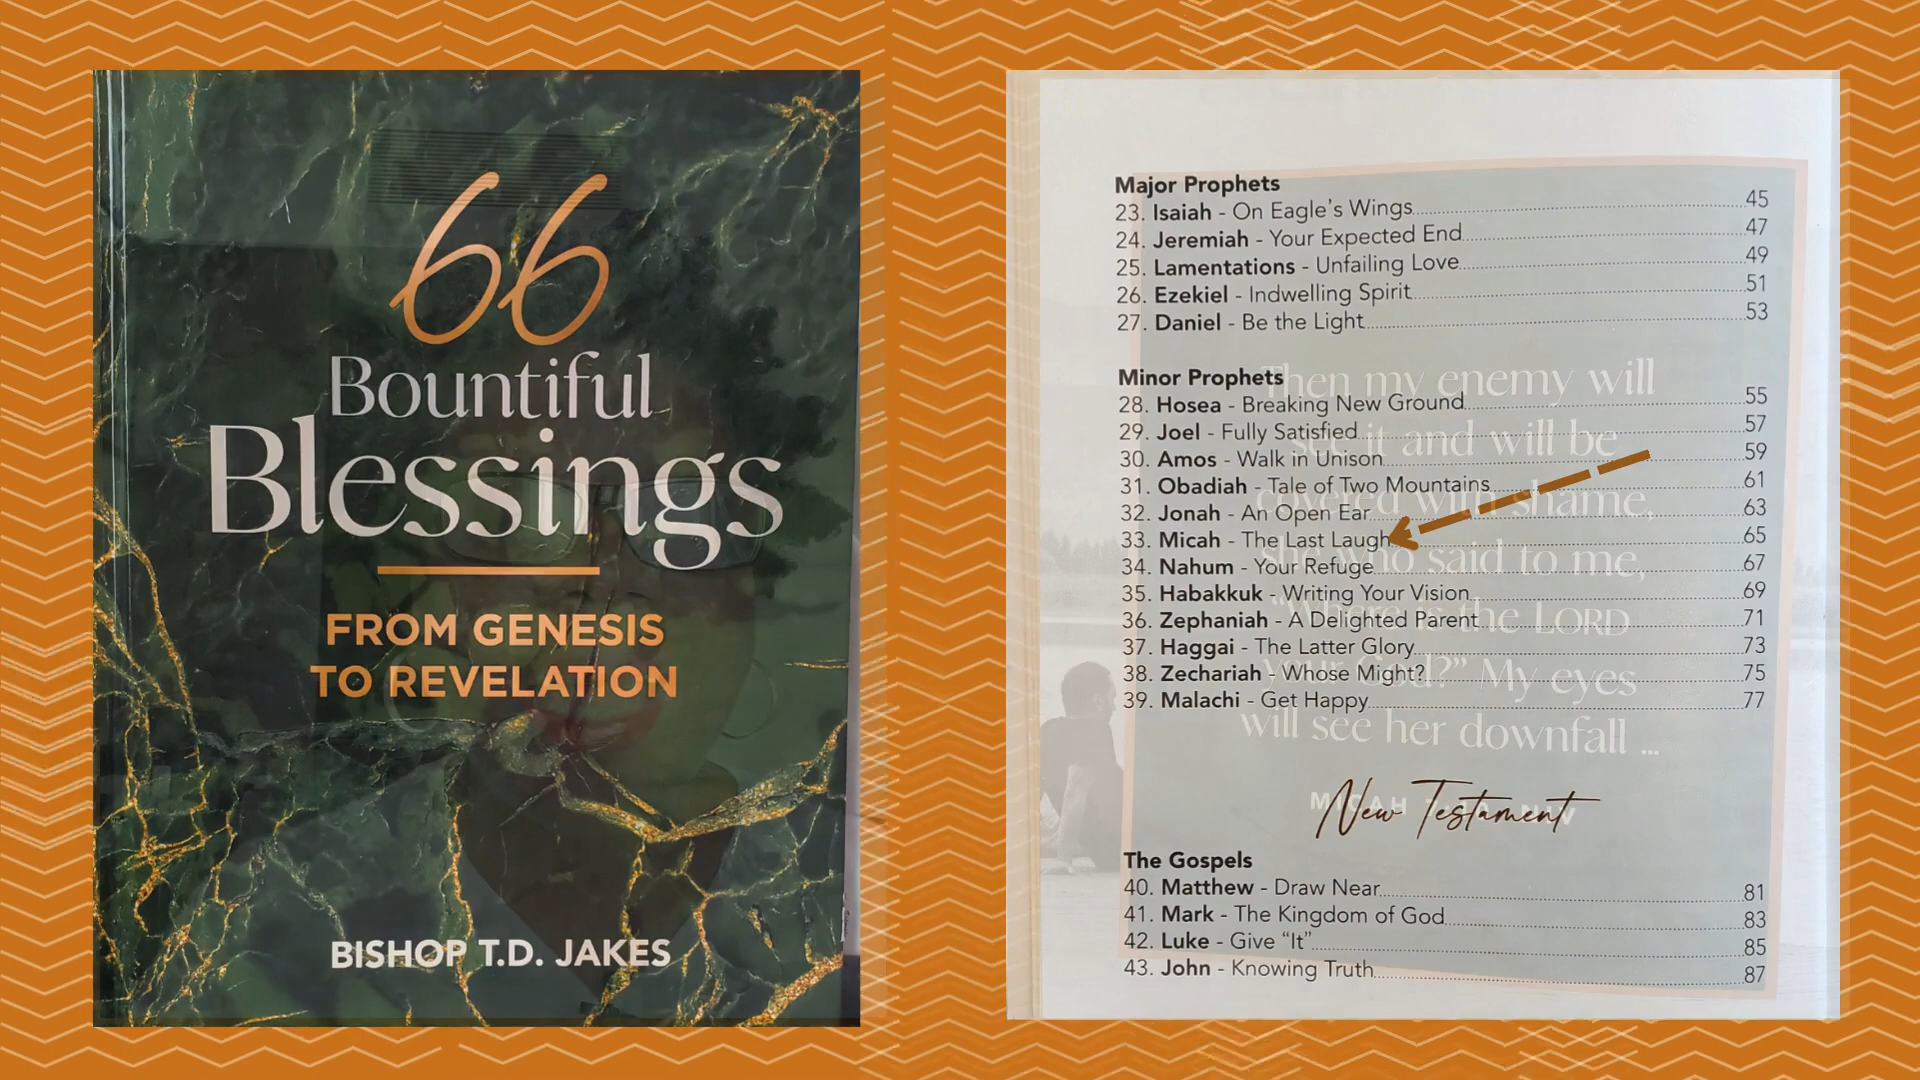 66
Bountiful
Blessings
FROM GENESIS
TO REVELATION
BISHOP T.D. JAKES
Major Prophets
23. Isaiah - On Eagle's Wings 45
24. Jeremiah - Your Expected End 47
25. Lamentations - Unfailing Love 49
26. Ezekiel - Indwelling Spirit 51
27. Daniel - Be the Light 53
Minor Prophets
28. Hosea - Breaking New Ground 55
29. Joel - Fully Satisfied 57
30. Amos - Walk in Unison 59
31. Obadiah - Tale of Two Mountains 61
32. Jonah - An Open Ear 63
33. Micah - The Last Laugh 65
34. Nahum - Your Refuge 67
35. Habakkuk - Writing Your Vision 69
36. Zephaniah - A Delighted Parent 71
37. Haggai - The Latter Glory 73
38. Zechariah - Whose Might? 75
39. Malachi - Get Happy 77
New Testament
The Gospels
40. Matthew - Draw Near 81
41. Mark - The Kingdom of God 83
42. Luke - Give “It” 85
43. John - Knowing Truth 87
Then my enemy will
see it and will be
covered with shame,
she who said to me,
“Where is the LORD
your God?” My eyes
will see her downfall ...
MICAH